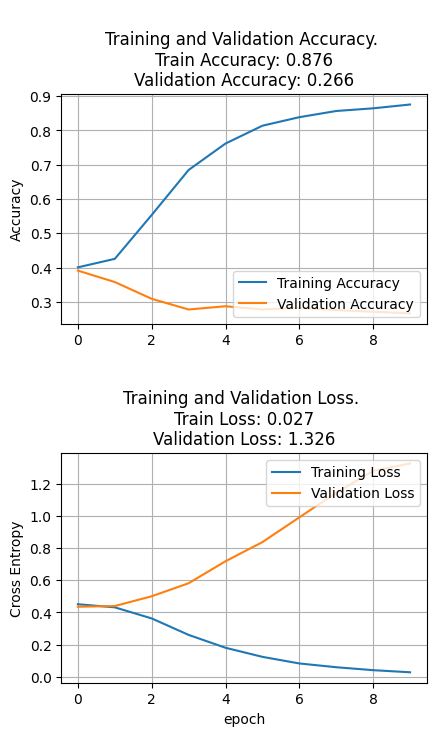 Training and Validation Accuracy.
Train Accuracy: 0.876
Validation Accuracy: 0.266
0.9
0.8
0.7
0.6
0.5
0.4
0.3
Accuracy
Training Accuracy
Validation Accuracy
0 2 4 6 8
Training and Validation Loss.
Train Loss: 0.027
Validation Loss: 1.326
Training Loss
Validation Loss
1.2
1.0
0.8
0.6
0.4
0.2
0.0
Cross Entropy
0 2 4 6 8
epoch